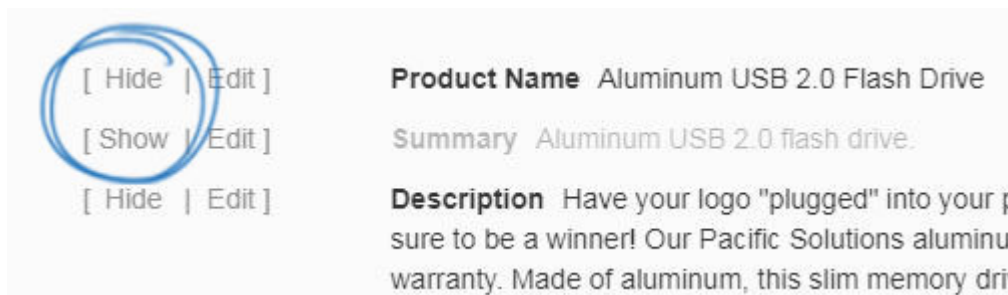 [ Hide | Edit ] Product Name Aluminum USB 2.0 Flash Drive
[ Show | Edit ] Summary Aluminum USB 2.0 flash drive.
[ Hide | Edit ] Description Have your logo "plugged" into your
sure to be a winner! Our Pacific Solutions
warranty. Made of aluminum, this slim memory